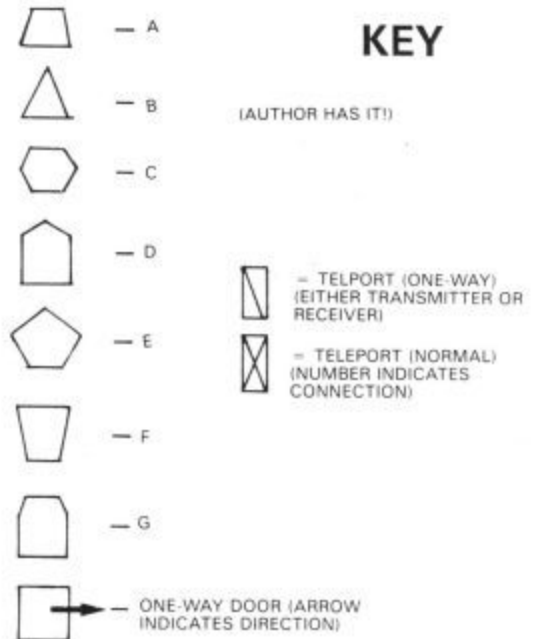 — A
KEY
— B
(AUTHOR HAS IT!)
— C
— D
= TELPORT (ONE-WAY)
(EITHER TRANSMITTER OR
RECEIVER)
— E
= TELEPORT (NORMAL)
(NUMBER INDICATES
CONNECTION)
— F
— G
— ONE-WAY DOOR (ARROW
INDICATES DIRECTION)